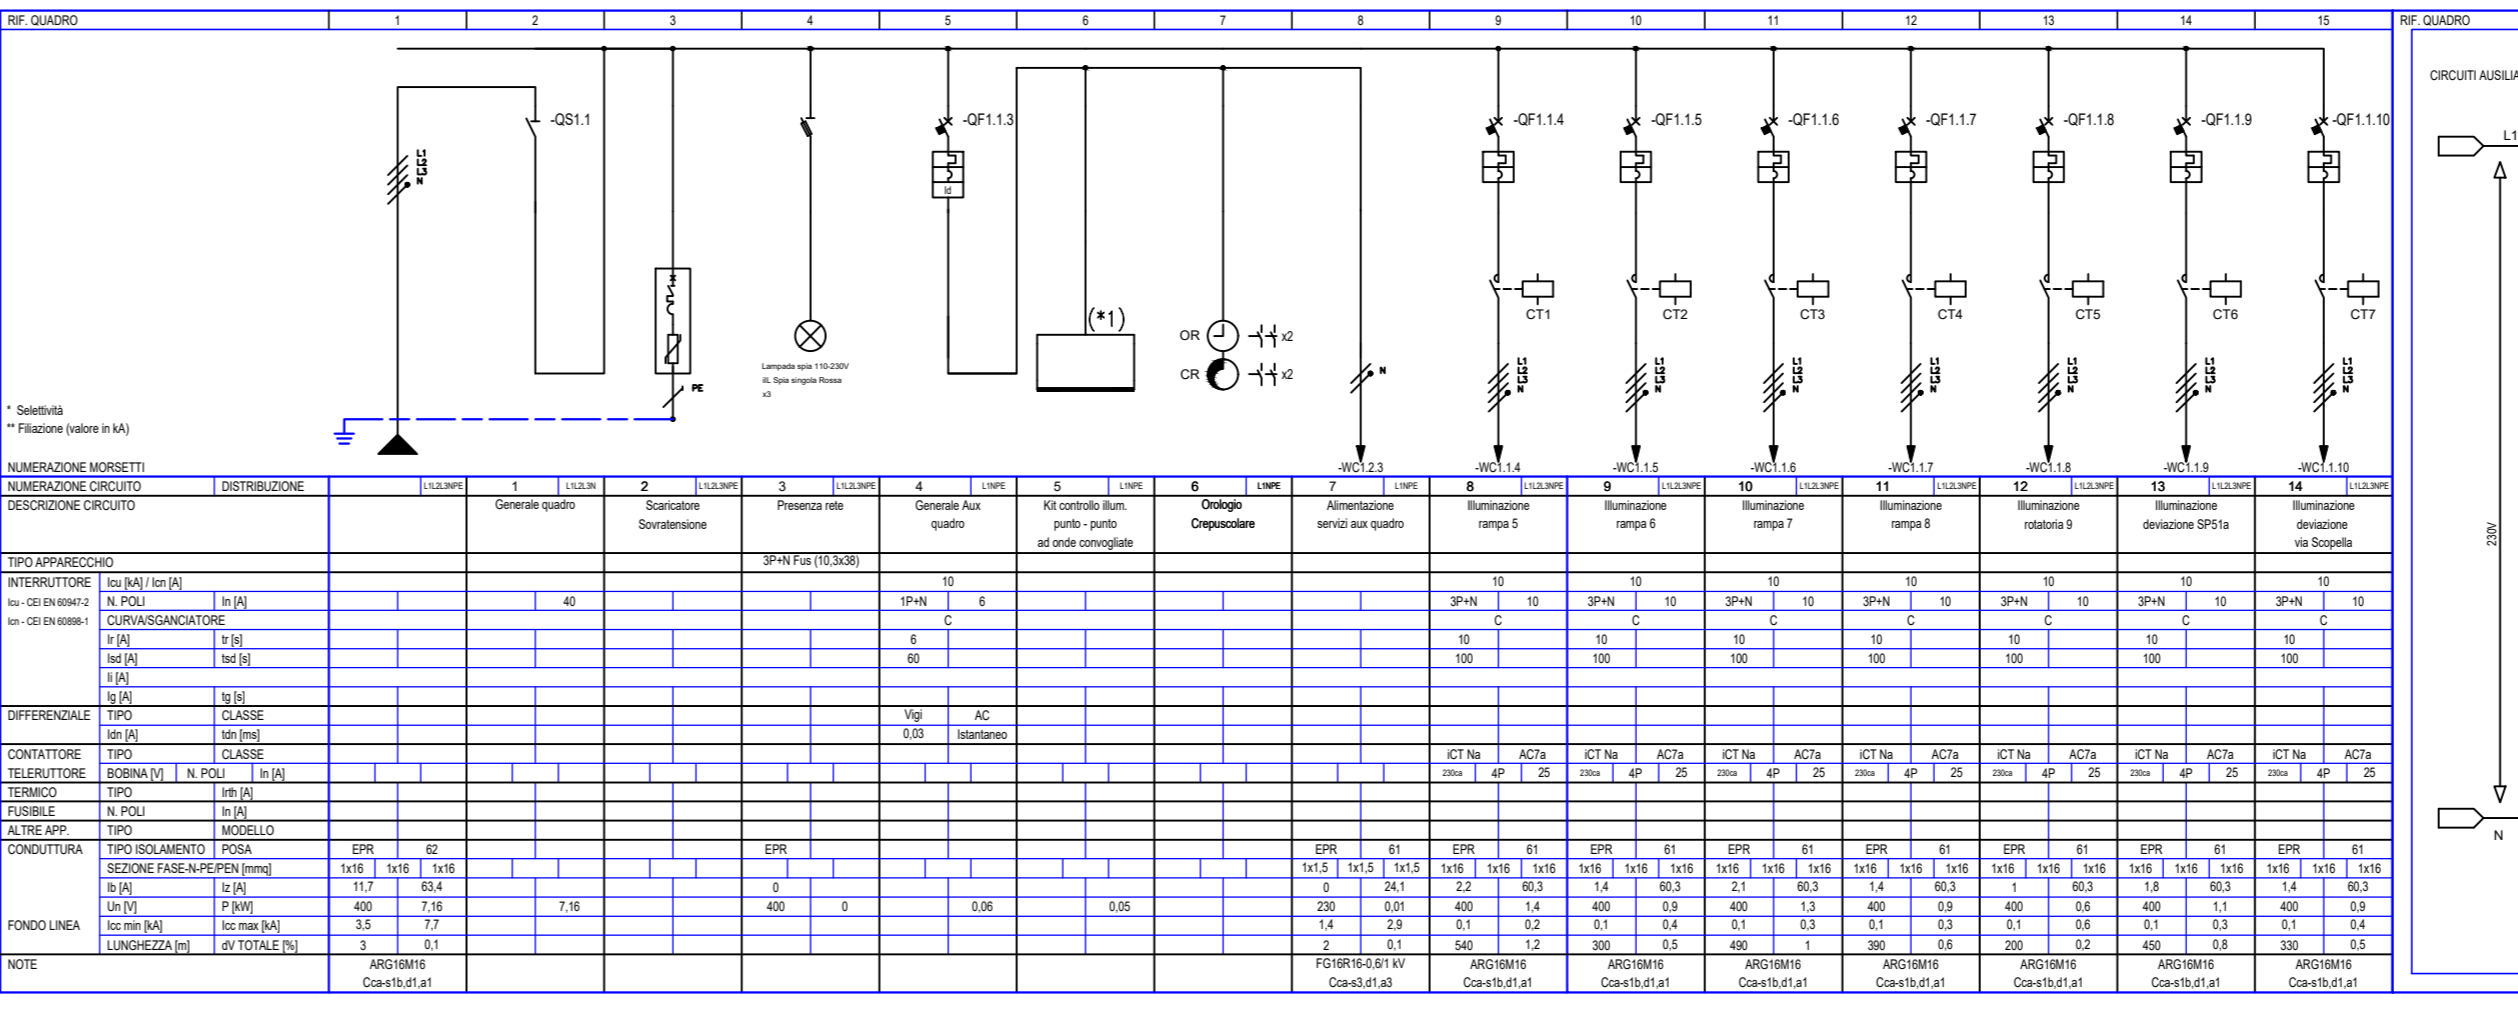 RIF. QUADRO 1 2 3 4 5 6 7 8 9 10 11 12 13 14 15 RIF. QUADRO
CIRCUITI AUSILIA
-QS1.1 -QF1.1.3 -QF1.1.4 -QF1.1.5 -QF1.1.6 -QF1.1.7 -QF1.1.8 -QF1.1.9 -QF1.1.10
L1
L1
L2
L3
N
Id
(*1)
CT1 CT2 CT3 CT4 CT5 CT6 CT7
OR x2
CR x2
Lampada spia 110-230V
iIL Spia singola Rossa
x3
PE
N
L1 L1 L1 L1 L1 L1 L1
L2 L2 L2 L2 L2 L2 L2
L3 L3 L3 L3 L3 L3 L3
N N N N N N N
* Selettività
** Filiazione (valore in kA)
230V
N
NUMERAZIONE MORSETTI -WC1.2.3 -WC1.1.4 -WC1.1.5 -WC1.1.6 -WC1.1.7 -WC1.1.8 -WC1.1.9 -WC1.1.10
NUMERAZIONE CIRCUITO DISTRIBUZIONE L1L2L3NPE 1 L1L2L3N 2 L1L2L3NPE 3 L1L2L3NPE 4 L1NPE 5 L1NPE 6 L1NPE 7 L1NPE 8 L1L2L3NPE 9 L1L2L3NPE 10 L1L2L3NPE 11 L1L2L3NPE 12 L1L2L3NPE 13 L1L2L3NPE 14 L1L2L3NPE
DESCRIZIONE CIRCUITO Generale quadro Scaricatore Presenza rete Generale Aux Kit controllo illum. Orologio Alimentazione Illuminazione Illuminazione Illuminazione Illuminazione Illuminazione Illuminazione Illuminazione
Sovratensione quadro punto - punto Crepuscolare servizi aux quadro rampa 5 rampa 6 rampa 7 rampa 8 rotatoria 9 deviazione SP51a deviazione
ad onde convogliate via Scopella
TIPO APPARECCHIO 3P+N Fus (10,3x38)
INTERRUTTORE Icu [kA] / Icn [A] 10 10 10 10 10 10 10 10
Icu - CEI EN 60947-2 N. POLI In [A] 40 1P+N 6 3P+N 10 3P+N 10 3P+N 10 3P+N 10 3P+N 10 3P+N 10 3P+N 10
Icn - CEI EN 60898-1 CURVA/SGANCIATORE C C C C C C C C
Ir [A] tr [s] 6 10 10 10 10 10 10 10
Isd [A] tsd [s] 60 100 100 100 100 100 100 100
Ii [A]
Ig [A] tg [s]
DIFFERENZIALE TIPO CLASSE Vigi AC
Idn [A] tdn [ms] 0,03 Istantaneo
CONTATTORE TIPO CLASSE iCT Na AC7a iCT Na AC7a iCT Na AC7a iCT Na AC7a iCT Na AC7a iCT Na AC7a iCT Na AC7a
TELERUTTORE BOBINA [V] N. POLI In [A] 230ca 4P 25 230ca 4P 25 230ca 4P 25 230ca 4P 25 230ca 4P 25 230ca 4P 25 230ca 4P 25
TERMICO TIPO Irth [A]
FUSIBILE N. POLI In [A]
ALTRE APP. TIPO MODELLO
CONDUTTURA TIPO ISOLAMENTO POSA EPR 62 EPR EPR 61 EPR 61 EPR 61 EPR 61 EPR 61 EPR 61 EPR 61 EPR 61
SEZIONE FASE-N-PE/PEN [mmq] 1x16 1x16 1x16 1x1,5 1x1,5 1x1,5 1x16 1x16 1x16 1x16 1x16 1x16 1x16 1x16 1x16 1x16 1x16 1x16 1x16 1x16 1x16 1x16 1x16 1x16 1x16 1x16 1x16
Ib [A] Iz [A] 11,7 63,4 0 0 24,1 2,2 60,3 1,4 60,3 2,1 60,3 1,4 60,3 1 60,3 1,8 60,3 1,4 60,3
Un [V] P [kW] 400 7,16 7,16 400 0 0,06 0,05 230 0,01 400 1,4 400 0,9 400 1,3 400 0,9 400 0,6 400 1,1 400 0,9
FONDO LINEA Icc min [kA] Icc max [kA] 3,5 7,7 1,4 2,9 0,1 0,2 0,1 0,4 0,1 0,3 0,1 0,3 0,1 0,6 0,1 0,3 0,1 0,4
LUNGHEZZA [m] dV TOTALE [%] 3 0,1 2 0,1 540 1,2 300 0,5 490 1 390 0,6 200 0,2 450 0,8 330 0,5
NOTE ARG16M16 FG16R16-0,6/1 kV ARG16M16 ARG16M16 ARG16M16 ARG16M16 ARG16M16 ARG16M16 ARG16M16
Cca-s1b,d1,a1 Cca-s3,d1,a3 Cca-s1b,d1,a1 Cca-s1b,d1,a1 Cca-s1b,d1,a1 Cca-s1b,d1,a1 Cca-s1b,d1,a1 Cca-s1b,d1,a1 Cca-s1b,d1,a1